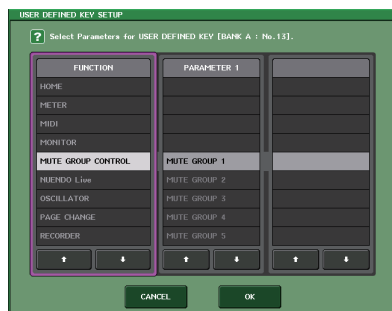 USER DEFINED KEY SETUP
? Select Parameters for USER DEFINED KEY [BANK A : No.13].
FUNCTION
HOME
METER
MIDI
MONITOR
MUTE GROUP CONTROL
NUENDO Live
OSCILLATOR
PAGE CHANGE
RECORDER
PARAMETER 1
MUTE GROUP 1
MUTE GROUP 2
MUTE GROUP 3
MUTE GROUP 4
MUTE GROUP 5
CANCEL
OK